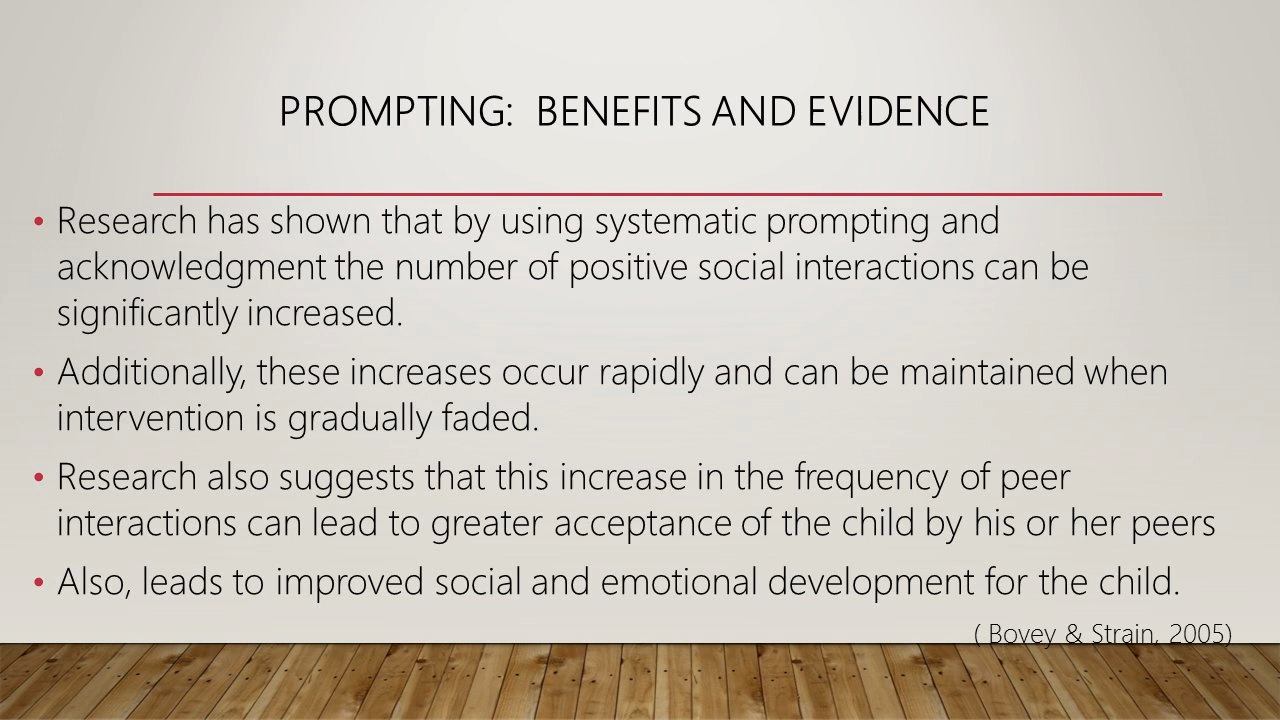 PROMPTING:  BENEFITS AND EVIDENCE
• Research has shown that by using systematic prompting and
acknowledgment the number of positive social interactions can be
significantly increased.
• Additionally, these increases occur rapidly and can be maintained when
intervention is gradually faded.
• Research also suggests that this increase in the frequency of peer
interactions can lead to greater acceptance of the child by his or her peers
• Also, leads to improved social and emotional development for the child.
( Bovey & Strain, 2005)